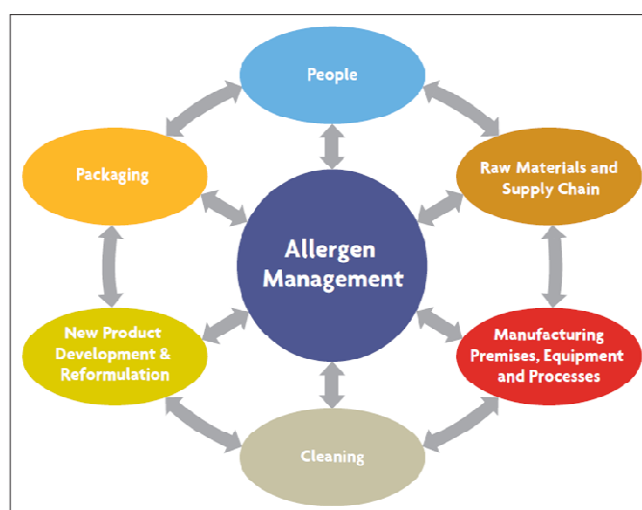 People
Packaging
Raw Materials and
Supply Chain
Allergen
Management
New Product
Development &
Reformulation
Manufacturing
Premises, Equipment
and Processes
Cleaning